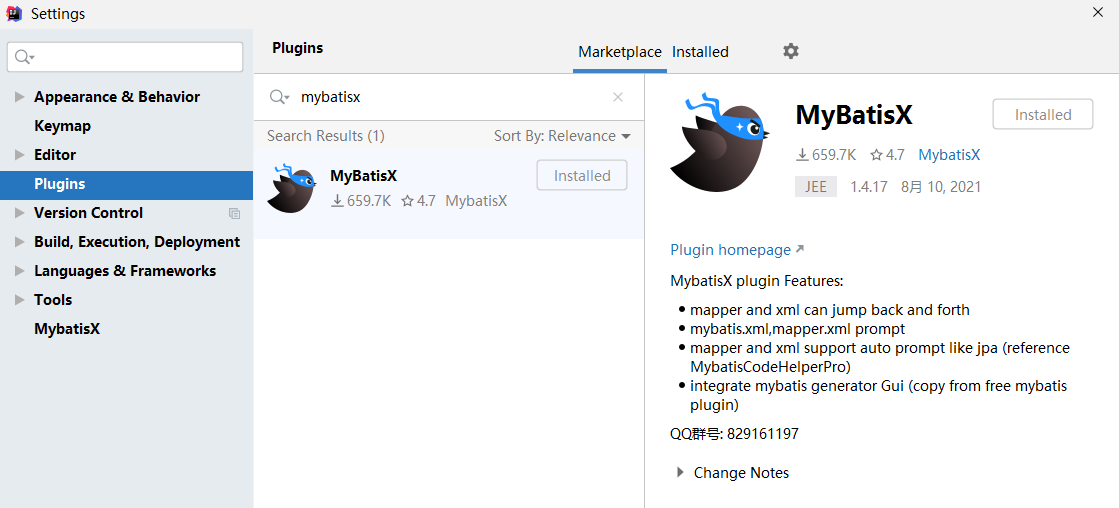 Settings
Plugins
Marketplace
Installed
Appearance & Behavior
Keymap
Editor
Plugins
Version Control
Build, Execution, Deployment
Languages & Frameworks
Tools
MybatisX
mybatisx
Search Results (1)
Sort By: Relevance
MyBatisX
Installed
659.7K
4.7
MybatisX
MyBatisX
Installed
659.7K
4.7
MybatisX
JEE
1.4.17
8月 10, 2021
Plugin homepage
MybatisX plugin Features:
mapper and xml can jump back and forth
mybatis.xml,mapper.xml prompt
mapper and xml support auto prompt like jpa (reference
MybatisCodeHelperPro)
integrate mybatis generator Gui (copy from free mybatis
plugin)
QQ群号: 829161197
Change Notes